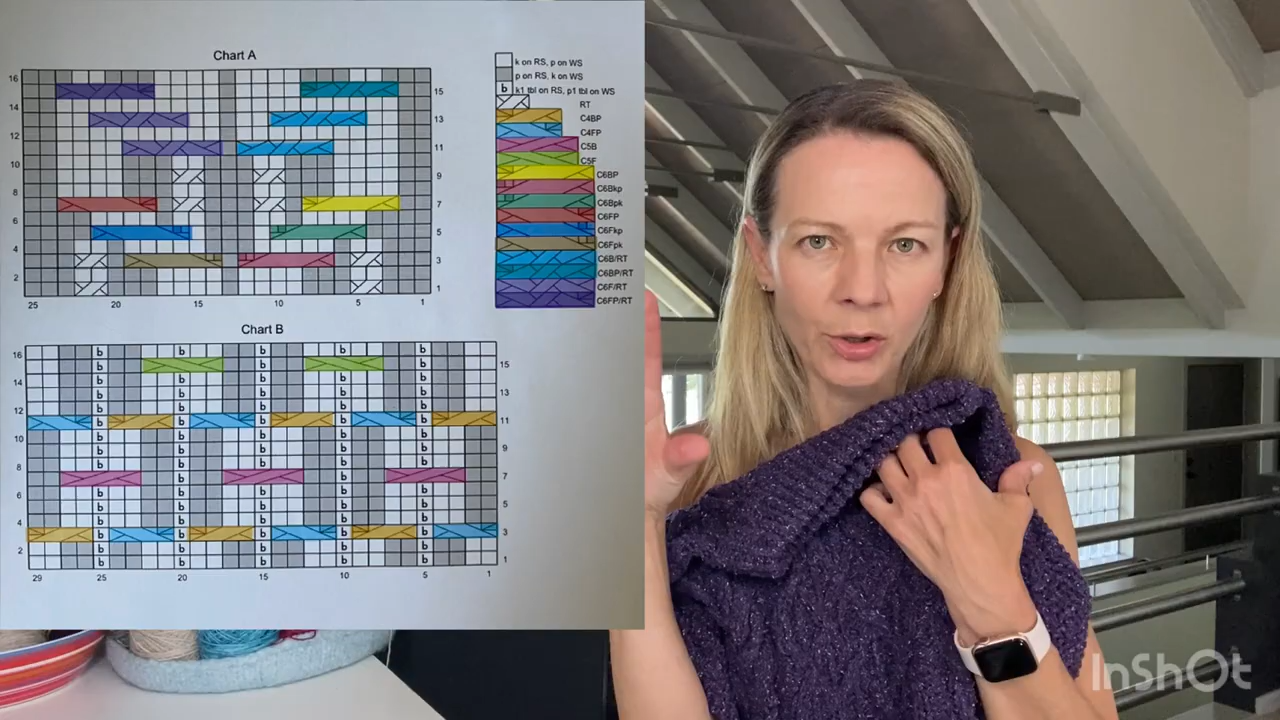 Chart A
16
15
14
13
12
11
10
9
8
7
6
5
4
3
2
1
25 20 15 10 5 1
k on RS, p on WS
p on RS, k on WS
b k1 tbl on RS, p1 tbl on WS
RT
C4BP
C4FP
C5B
C5F
C6BP
C6Bkp
C6Bpk
C6FP
C6Fkp
C6Fpk
C6B/RT
C6BP/RT
C6F/RT
C6FP/RT
Chart B
16 b b b b b
b b b 15
14 b b b b b
b b b b b 13
12 b b b b b
b b b b b 11
10 b b b b b
b b b b b 9
8 b b b b b
b b 7
6 b b b b b
b b b b b 5
4 b b b b b
b b b b b 3
2 b b b b b
b b b b b 1
29 25 20 15 10 5 1
InShOt